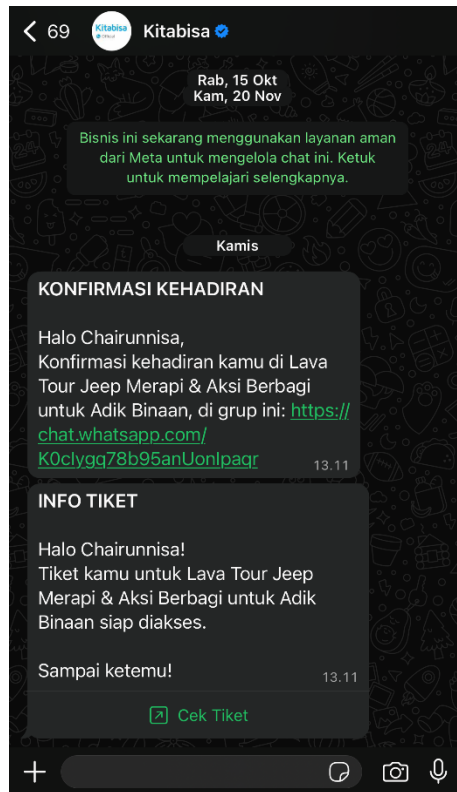 69
Kitabisa
Official
Kitabisa
Rab, 15 Okt
Kam, 20 Nov
Bisnis ini sekarang menggunakan layanan aman
dari Meta untuk mengelola chat ini. Ketuk
untuk mempelajari selengkapnya.
Kamis
KONFIRMASI KEHADIRAN
Halo Chairunnisa,
Konfirmasi kehadiran kamu di Lava
Tour Jeep Merapi & Aksi Berbagi
untuk Adik Binaan, di grup ini: https://
chat.whatsapp.com/
K0clygq78b95anUonIpaqr
13.11
INFO TIKET
Halo Chairunnisa!
Tiket kamu untuk Lava Tour Jeep
Merapi & Aksi Berbagi untuk Adik
Binaan siap diakses.
Sampai ketemu!
13.11
Cek Tiket